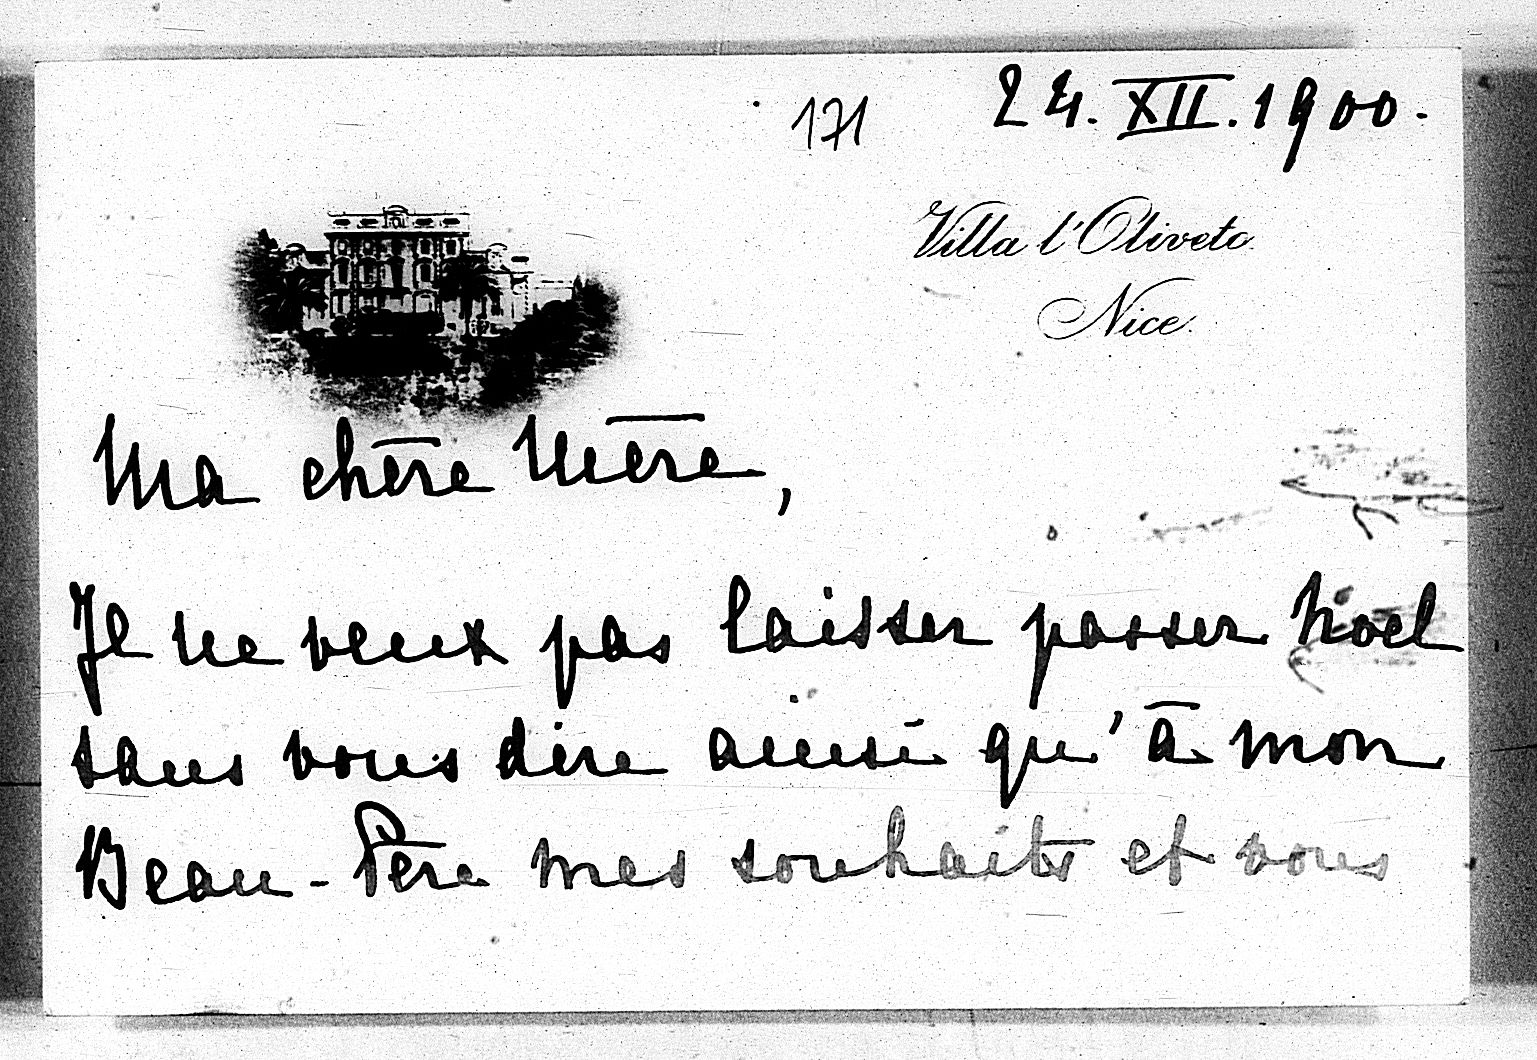 171 24. XII. 1900.
Villa l'Oliveto
Nice
Ma chère Mère,
Je ne veux pas laisser passer Noel
sans vous dire ainsi qu'à mon
Beau-Père mes souhaits et vous